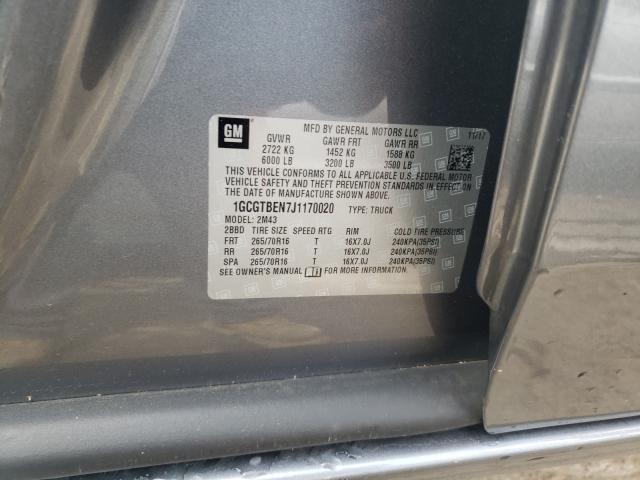 GM
MFD BY GENERAL MOTORS LLC 11/17
GVWR GAWR FRT GAWR RR
2722 KG 1452 KG 1588 KG
6000 LB 3200 LB 3500 LB
THIS VEHICLE CONFORMS TO ALL APPLICABLE U.S. FEDERAL MOTOR
VEHICLE SAFETY AND THEFT PREVENTION STANDARDS IN EFFECT ON
THE DATE OF MANUFACTURE SHOWN ABOVE.
1GCGTBEN7J1170020 TYPE: TRUCK
MODEL: 2M43
2BBD TIRE SIZE SPEED RTG RIM COLD TIRE PRESSURE
FRT 265/70R16 T 16X7.0J 240KPA(35PSI)
RR 265/70R16 T 16X7.0J 240KPA(35PSI)
SPA 265/70R16 T 16X7.0J 240KPA(35PSI)
SEE OWNER'S MANUAL FOR MORE INFORMATION.